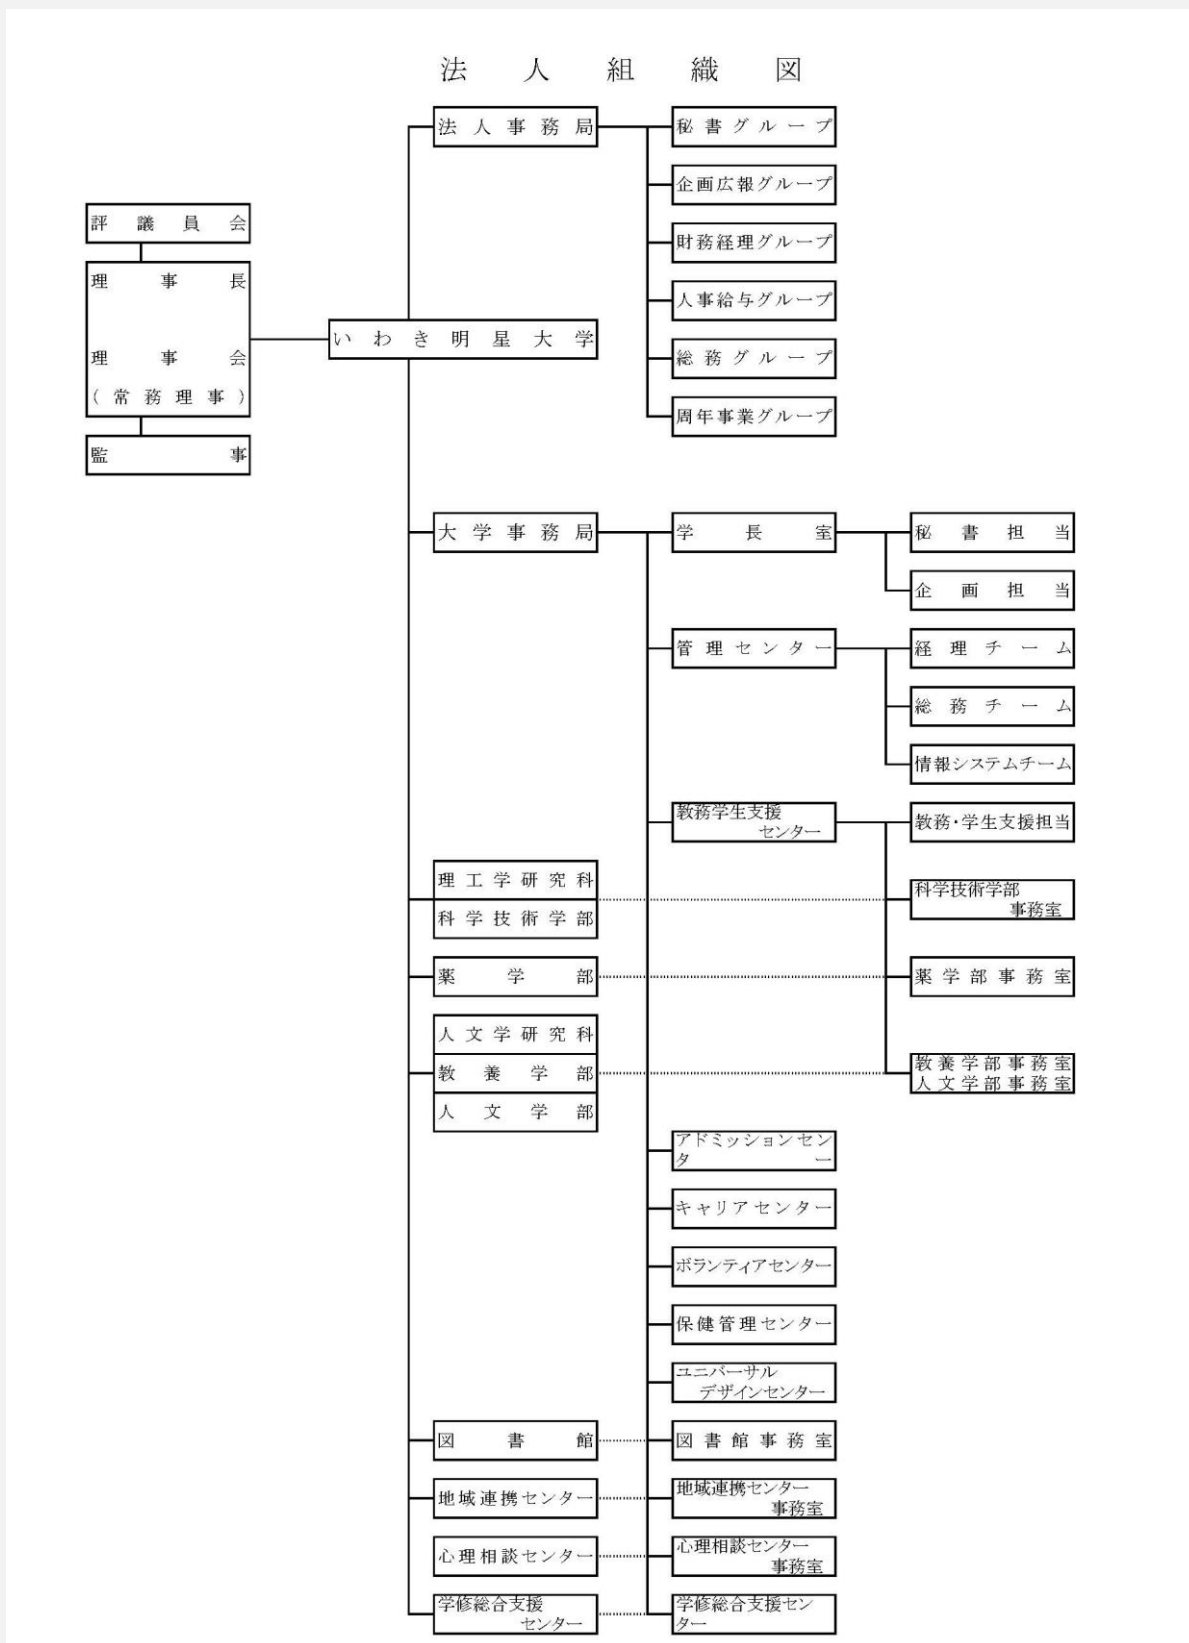 法人組織図
法人事務局
秘書グループ
企画広報グループ
評議員会
財務経理グループ
理事長
人事給与グループ
いわき明星大学
理事会
総務グループ
(常務理事)
周年事業グループ
監事
大学事務局
学長室
秘書担当
企画担当
管理センター
経理チーム
総務チーム
情報システムチーム
教務学生支援
センター
教務・学生支援担当
理工学研究科
科学技術学部
科学技術学部
事務室
薬学部
薬学部事務室
人文学研究科
教養学部
人文学部
教養学部事務室
人文学部事務室
アドミッションセン
ター
キャリアセンター
ボランティアセンター
保健管理センター
ユニバーサル
デザインセンター
図書館
図書館事務室
地域連携センター
地域連携センター
事務室
心理相談センター
心理相談センター
事務室
学修総合支援
センター
学修総合支援セン
ター